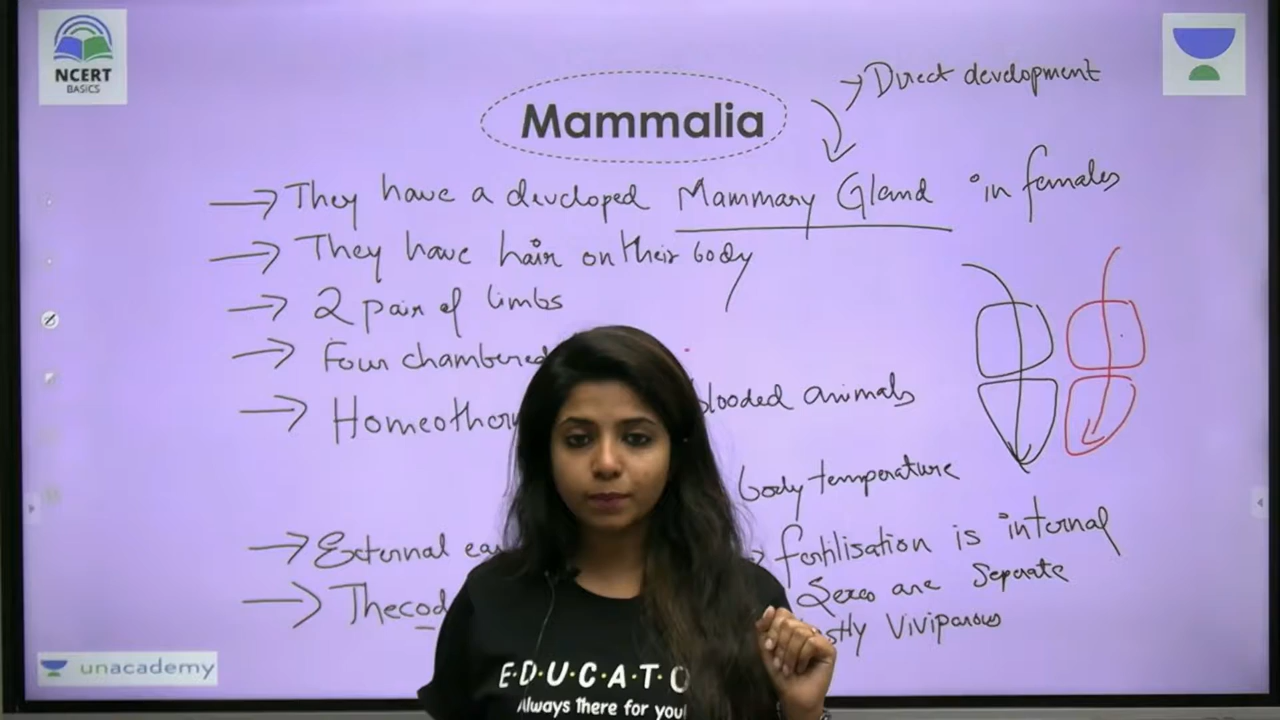 NCERT
BASICS
Direct development
Mammalia
They have a developed Mammary Gland in females
They have hair on their body
2 pair of limbs
Four chambered
Homeother blooded animals
body temperature
External ea
fertilisation is internal
Thecod
Sexes are Separate
stly Viviparous
unacademy
E·D·U·C·A·T·O
Always there for you!